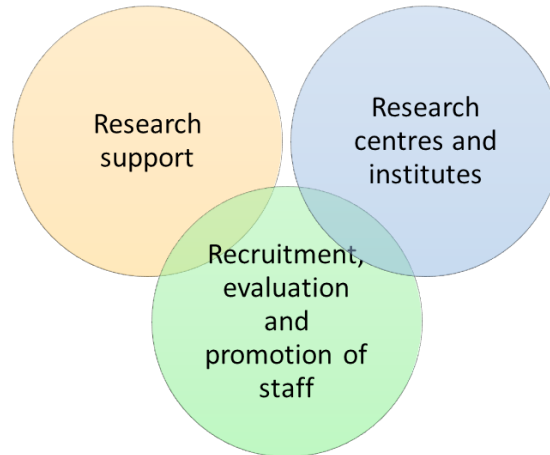 Research
support
Research
centres and
institutes
Recruitment,
evaluation
and
promotion of
staff